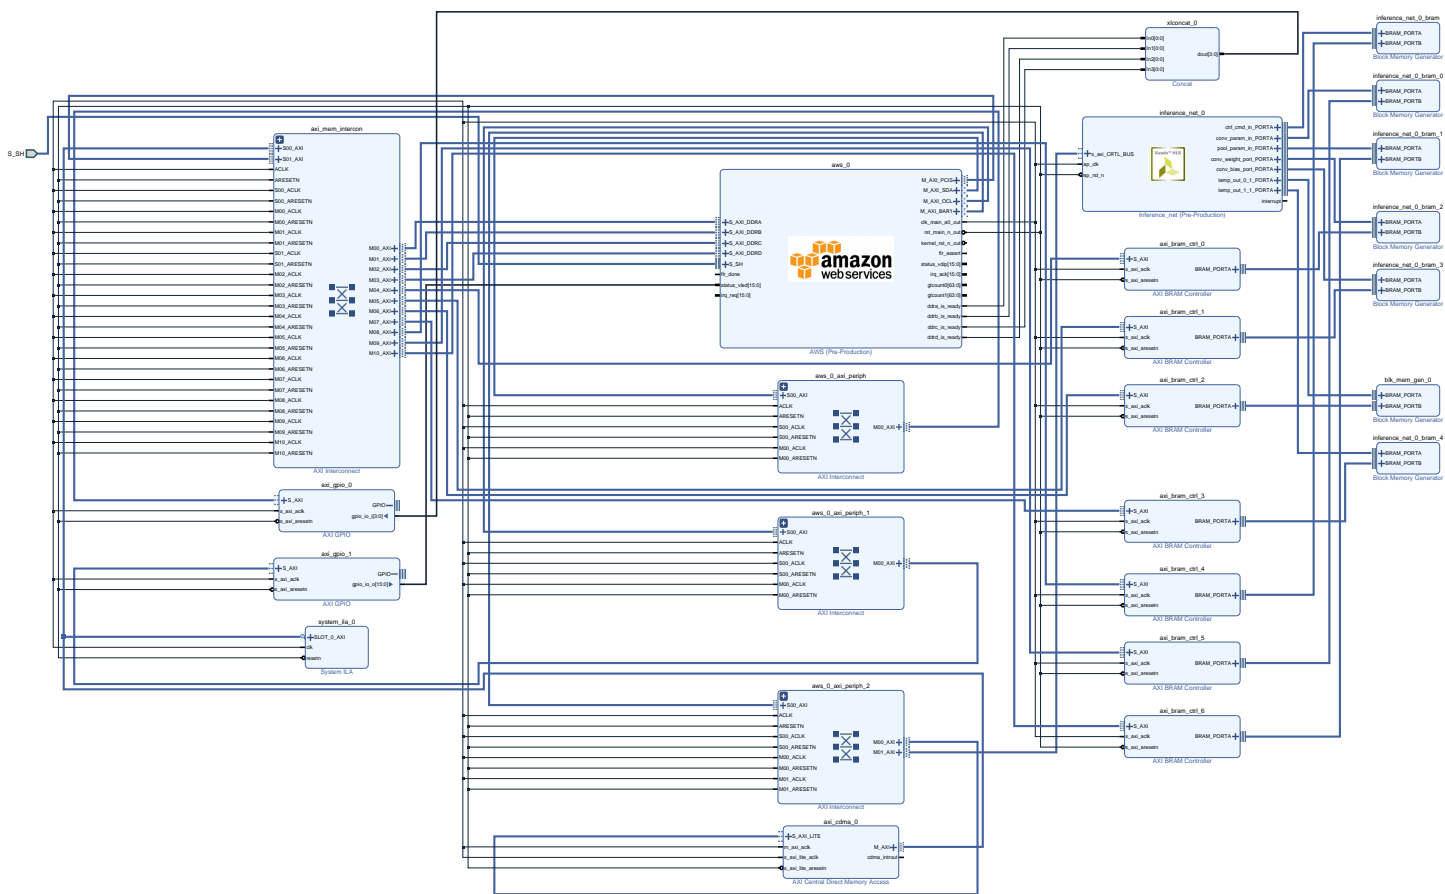 S_SH
axi_mem_intercon
S00_AXI
S01_AXI
ACLK
ARESETN
S00_ACLK
S00_ARESETN
M00_ACLK
M00_ARESETN
M01_ACLK
M01_ARESETN
S01_ACLK
S01_ARESETN
M02_ACLK
M02_ARESETN
M03_ACLK
M03_ARESETN
M04_ACLK
M04_ARESETN
M05_ACLK
M05_ARESETN
M06_ACLK
M06_ARESETN
M07_ACLK
M07_ARESETN
M08_ACLK
M08_ARESETN
M09_ACLK
M09_ARESETN
M10_ACLK
M10_ARESETN
M00_AXI
M01_AXI
M02_AXI
M03_AXI
M04_AXI
M05_AXI
M06_AXI
M07_AXI
M08_AXI
M09_AXI
M10_AXI
AXI Interconnect
axi_gpio_0
S_AXI
s_axi_aclk
s_axi_aresetn
GPIO
gpio_io_i[3:0]
AXI GPIO
axi_gpio_1
S_AXI
s_axi_aclk
s_axi_aresetn
GPIO
gpio_io_o[15:0]
AXI GPIO
system_ila_0
SLOT_0_AXI
clk
resetn
System ILA
aws_0
S_AXI_DDRA
S_AXI_DDRB
S_AXI_DDRC
S_AXI_DDRD
S_SH
flr_done
status_vled[15:0]
irq_req[15:0]
amazon
web services
M_AXI_PCIS
M_AXI_SDA
M_AXI_OCL
M_AXI_BAR1
clk_main_a0_out
rst_main_n_out
kernel_rst_n_out
flr_assert
status_vdip[15:0]
irq_ack[15:0]
glcount0[63:0]
glcount1[63:0]
ddra_is_ready
ddrb_is_ready
ddrc_is_ready
ddrd_is_ready
AWS (Pre-Production)
aws_0_axi_periph
S00_AXI
ACLK
ARESETN
S00_ACLK
S00_ARESETN
M00_ACLK
M00_ARESETN
M00_AXI
AXI Interconnect
aws_0_axi_periph_1
S00_AXI
ACLK
ARESETN
S00_ACLK
S00_ARESETN
M00_ACLK
M00_ARESETN
M00_AXI
AXI Interconnect
aws_0_axi_periph_2
S00_AXI
ACLK
ARESETN
S00_ACLK
S00_ARESETN
M00_ACLK
M00_ARESETN
M01_ACLK
M01_ARESETN
M00_AXI
M01_AXI
AXI Interconnect
axi_cdma_0
S_AXI_LITE
m_axi_aclk
s_axi_lite_aclk
s_axi_lite_aresetn
M_AXI
cdma_introut
AXI Central Direct Memory Access
xlconcat_0
In0[0:0]
In1[0:0]
In2[0:0]
In3[0:0]
dout[3:0]
Concat
inference_net_0
s_axi_CRTL_BUS
ap_clk
ap_rst_n
Vivado™ HLS
ctrl_cmd_in_PORTA
conv_param_in_PORTA
pool_param_in_PORTA
conv_weight_port_PORTA
conv_bias_port_PORTA
temp_out_0_1_PORTA
temp_out_1_1_PORTA
interrupt
Inference_net (Pre-Production)
axi_bram_ctrl_0
S_AXI
s_axi_aclk
s_axi_aresetn
BRAM_PORTA
AXI BRAM Controller
axi_bram_ctrl_1
S_AXI
s_axi_aclk
s_axi_aresetn
BRAM_PORTA
AXI BRAM Controller
axi_bram_ctrl_2
S_AXI
s_axi_aclk
s_axi_aresetn
BRAM_PORTA
AXI BRAM Controller
axi_bram_ctrl_3
S_AXI
s_axi_aclk
s_axi_aresetn
BRAM_PORTA
AXI BRAM Controller
axi_bram_ctrl_4
S_AXI
s_axi_aclk
s_axi_aresetn
BRAM_PORTA
AXI BRAM Controller
axi_bram_ctrl_5
S_AXI
s_axi_aclk
s_axi_aresetn
BRAM_PORTA
AXI BRAM Controller
axi_bram_ctrl_6
S_AXI
s_axi_aclk
s_axi_aresetn
BRAM_PORTA
AXI BRAM Controller
inference_net_0_bram
BRAM_PORTA
BRAM_PORTB
Block Memory Generator
inference_net_0_bram_0
BRAM_PORTA
BRAM_PORTB
Block Memory Generator
inference_net_0_bram_1
BRAM_PORTA
BRAM_PORTB
Block Memory Generator
inference_net_0_bram_2
BRAM_PORTA
BRAM_PORTB
Block Memory Generator
inference_net_0_bram_3
BRAM_PORTA
BRAM_PORTB
Block Memory Generator
blk_mem_gen_0
BRAM_PORTA
BRAM_PORTB
Block Memory Generator
inference_net_0_bram_4
BRAM_PORTA
BRAM_PORTB
Block Memory Generator